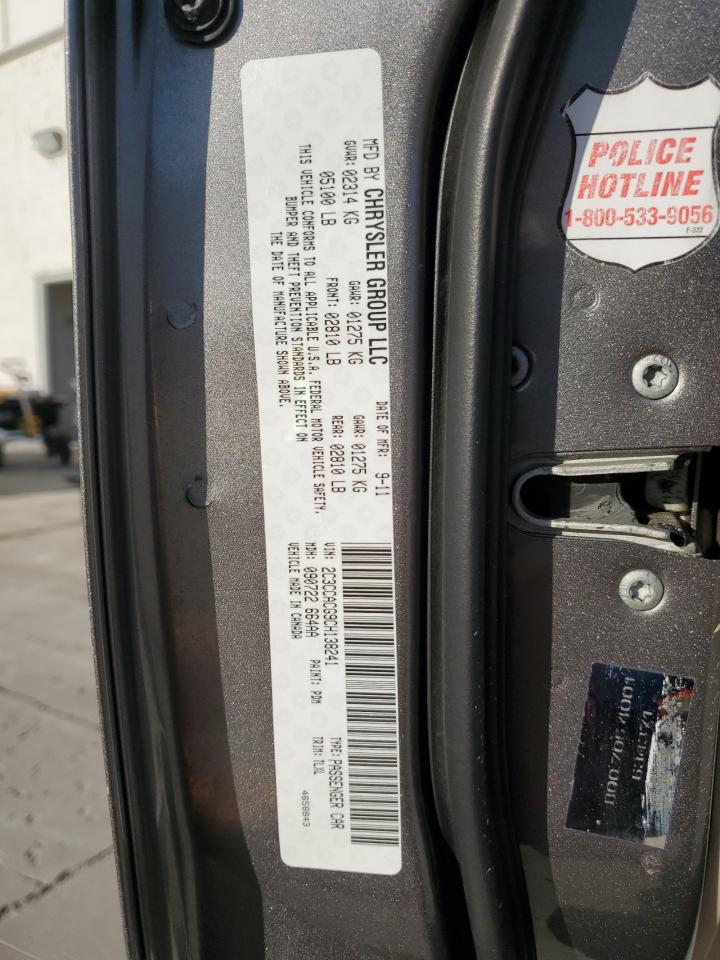 MFD BY CHRYSLER GROUP LLC
DATE OF MFR: 9-11
GVWR: 02314 KG
GAWR: 01275 KG
GAWR: 01275 KG
05100 LB
FRONT: 02810 LB
REAR: 02810 LB
THIS VEHICLE CONFORMS TO ALL APPLICABLE U.S.A. FEDERAL MOTOR VEHICLE SAFETY,
BUMPER AND THEFT PREVENTION STANDARDS IN EFFECT ON
THE DATE OF MANUFACTURE SHOWN ABOVE.
VIN: 2C3CCACG9CH138241
TYPE: PASSENGER CAR
MDH: 090722 664AA
PAINT: PDM
TRIM: TLXL
VEHICLE MADE IN CANADA
4658843
POLICE
HOTLINE
1-800-533-9056
F-322